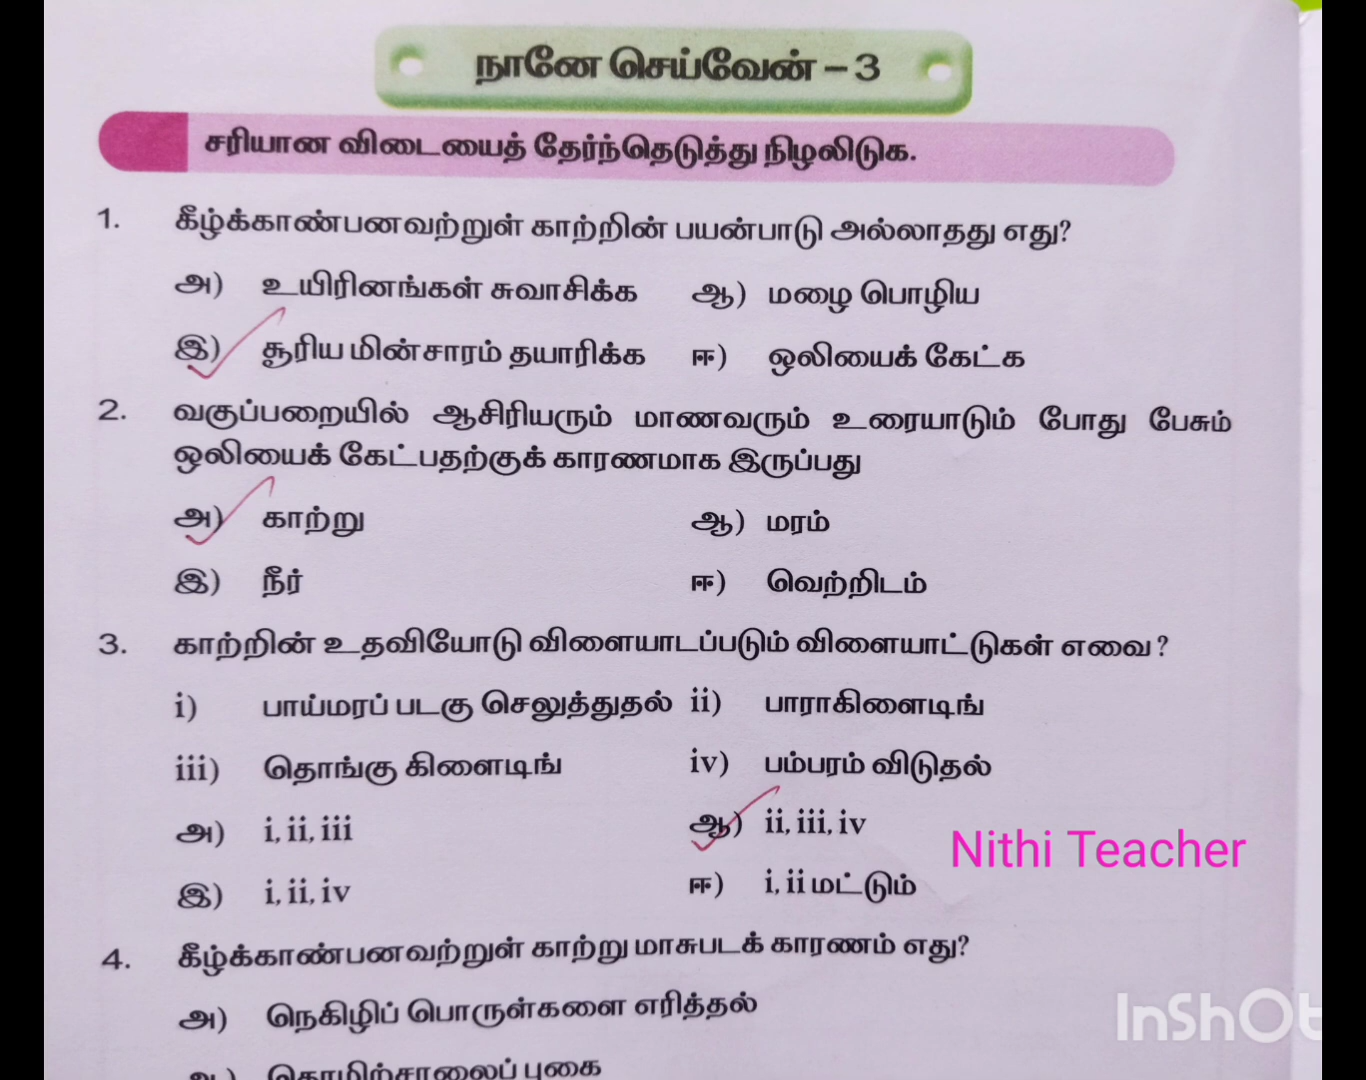 நானே செய்வேன் – 3
சரியான விடையைத் தேர்ந்தெடுத்து நிழலிடுக.
1. கீழ்க்காண்பனவற்றுள் காற்றின் பயன்பாடு அல்லாதது எது?
அ) உயிரினங்கள் சுவாசிக்க ஆ) மழை பொழிய
இ) சூரிய மின்சாரம் தயாரிக்க ஈ) ஒலியைக் கேட்க
2. வகுப்பறையில் ஆசிரியரும் மாணவரும் உரையாடும் போது பேசும்
ஒலியைக் கேட்பதற்குக் காரணமாக இருப்பது
அ) காற்று ஆ) மரம்
இ) நீர் ஈ) வெற்றிடம்
3. காற்றின் உதவியோடு விளையாடப்படும் விளையாட்டுகள் எவை?
i) பாய்மரப் படகு செலுத்துதல் ii) பாராகிளைடிங்
iii) தொங்கு கிளைடிங் iv) பம்பரம் விடுதல்
அ) i, ii, iii ஆ) ii, iii, iv
Nithi Teacher
இ) i, ii, iv ஈ) i, ii மட்டும்
4. கீழ்க்காண்பனவற்றுள் காற்று மாசுபடக் காரணம் எது?
அ) நெகிழிப் பொருள்களை எரித்தல்
InShOt
ஆ) தொழிற்சாலைப் புகை